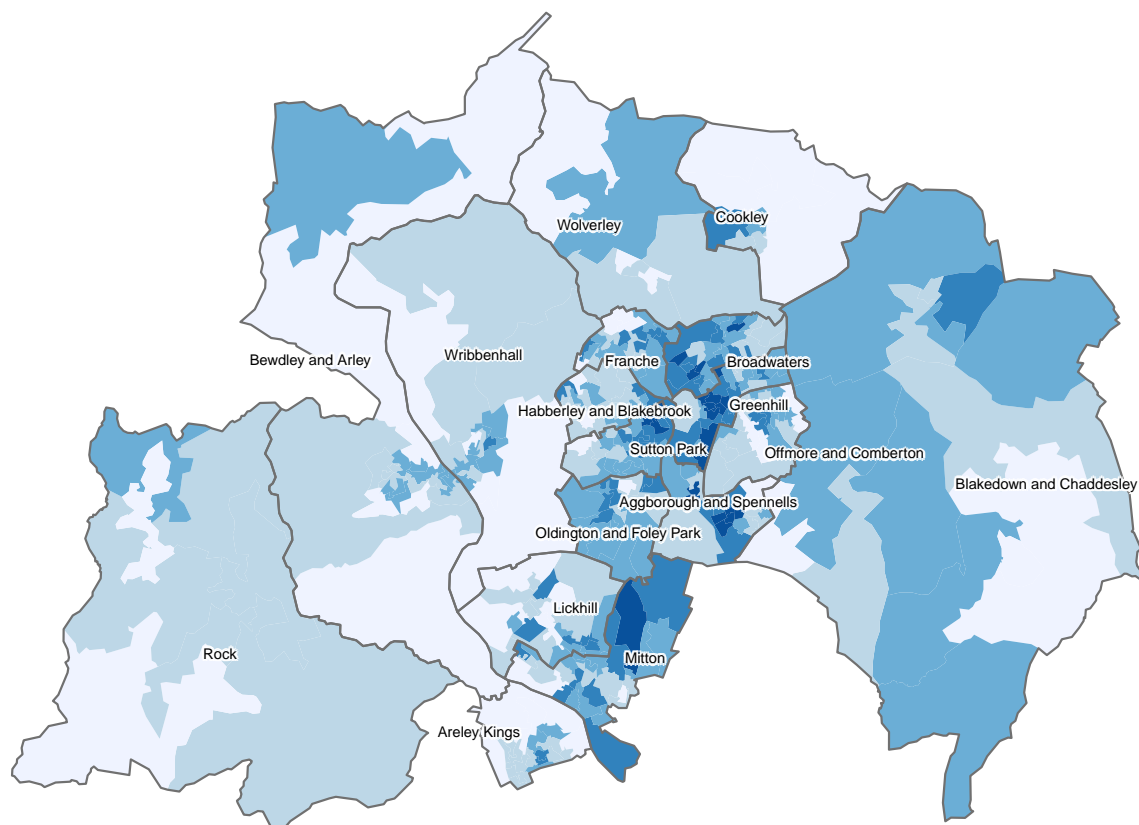 Wolverley
Cookley
Bewdley and Arley
Wribbenhall
Franche
Broadwaters
Habberley and Blakebrook
Greenhill
Sutton Park
Offmore and Comberton
Blakedown and Chaddesley
Aggborough and Spennells
Oldington and Foley Park
Lickhill
Rock
Mitton
Areley Kings